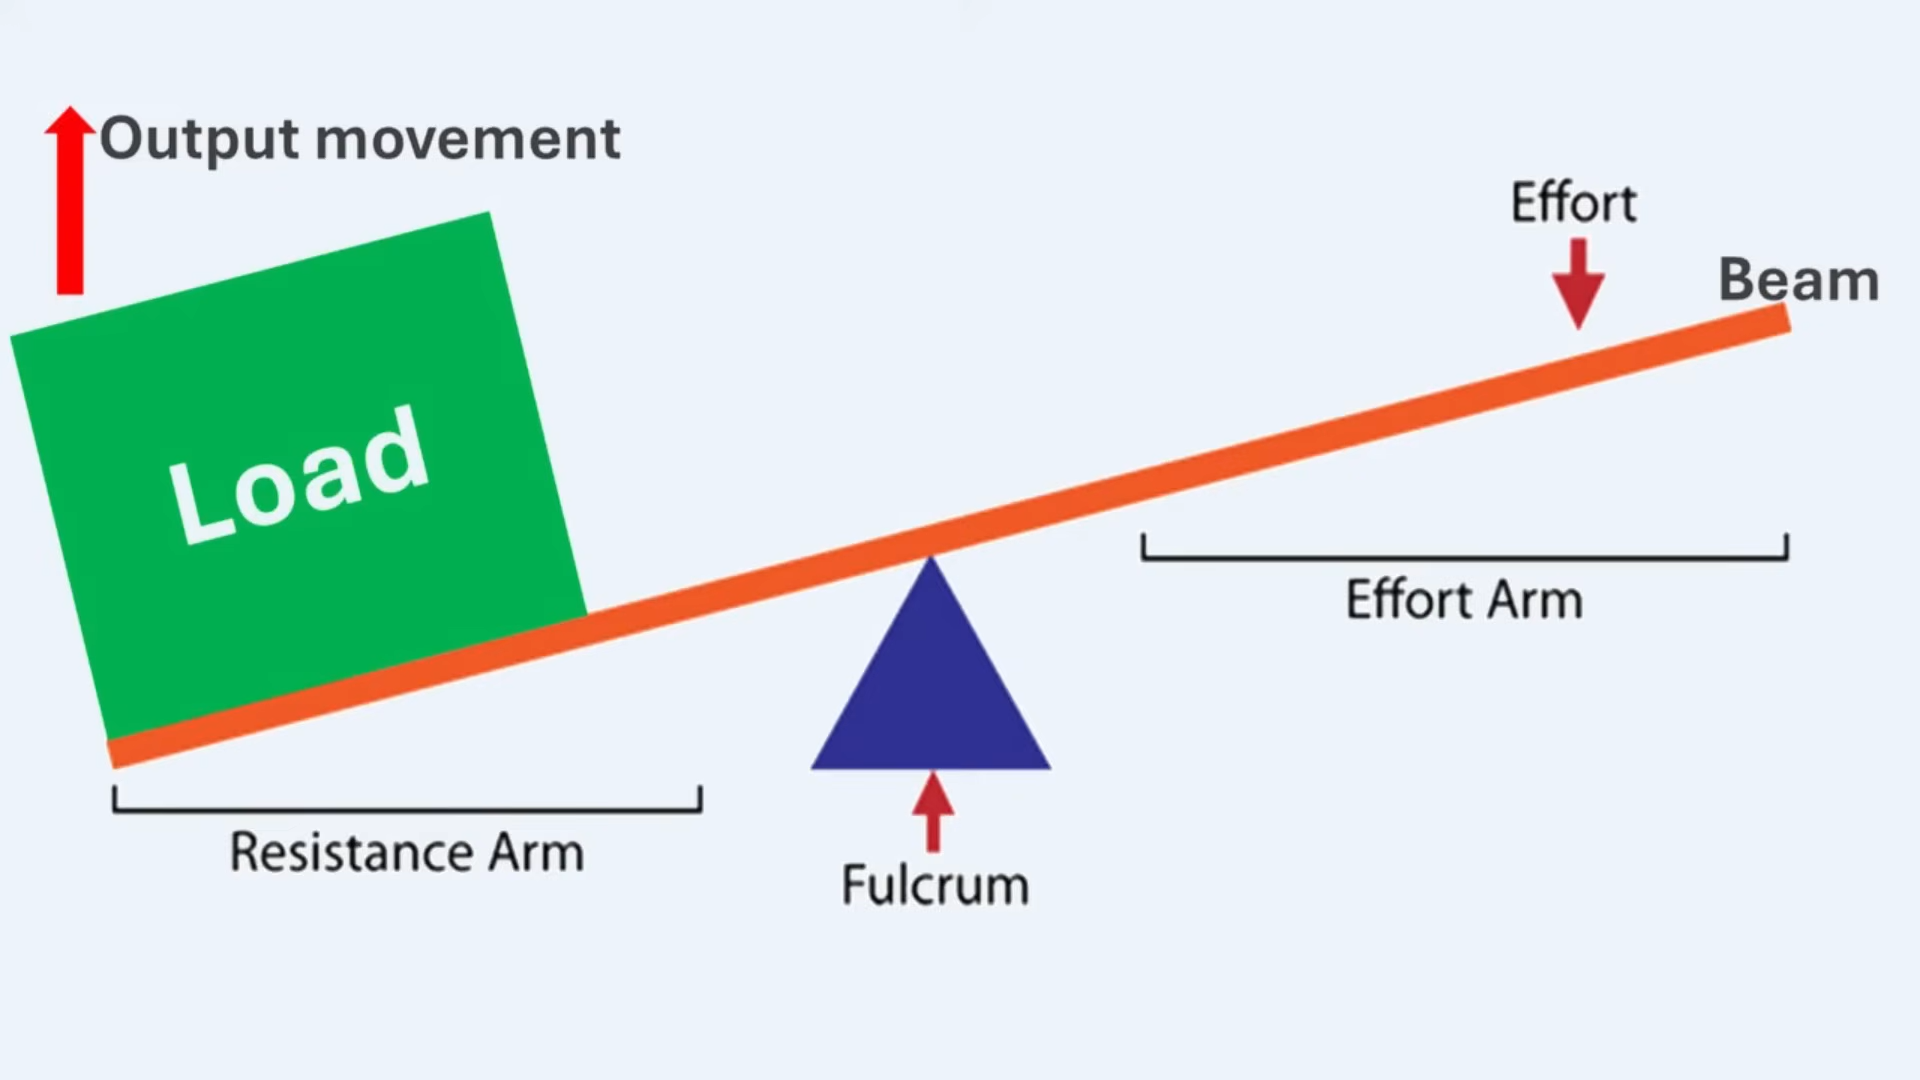 Output movement
Effort
Beam
Load
Effort Arm
Resistance Arm
Fulcrum